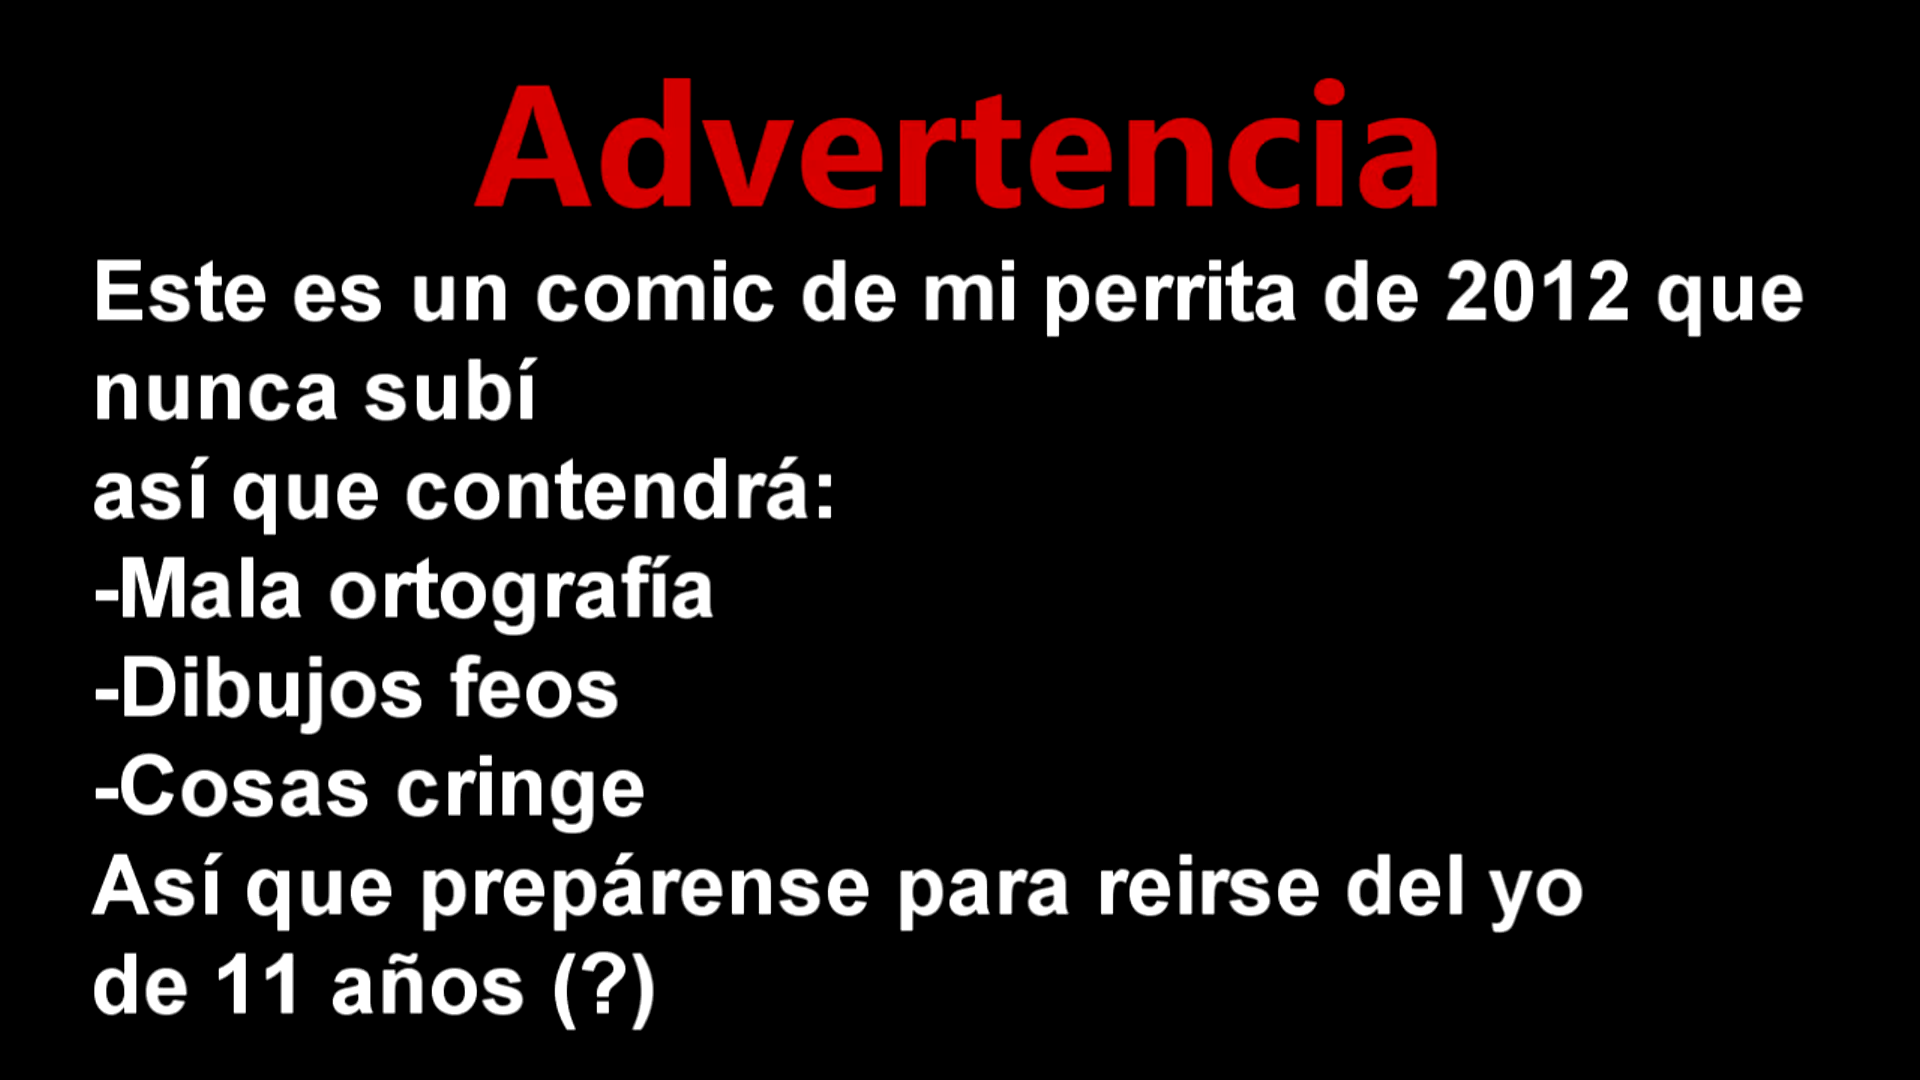 Advertencia
Este es un comic de mi perrita de 2012 que
nunca subí
así que contendrá:
-Mala ortografía
-Dibujos feos
-Cosas cringe
Así que prepárense para reirse del yo
de 11 años (?)